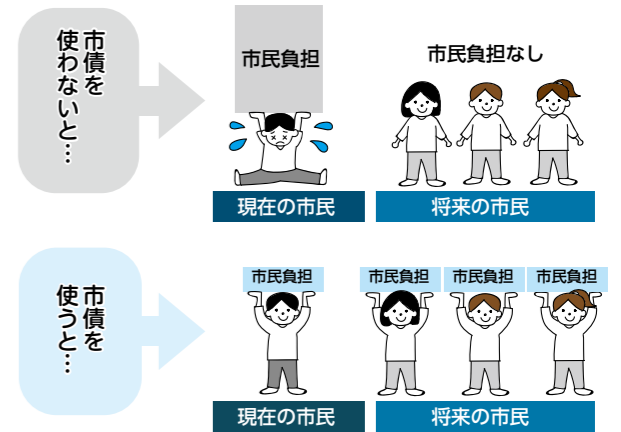 市債を
使わないと…
市民負担
市民負担なし
現在の市民
将来の市民
市債を
使うと…
市民負担
市民負担
市民負担
市民負担
現在の市民
将来の市民